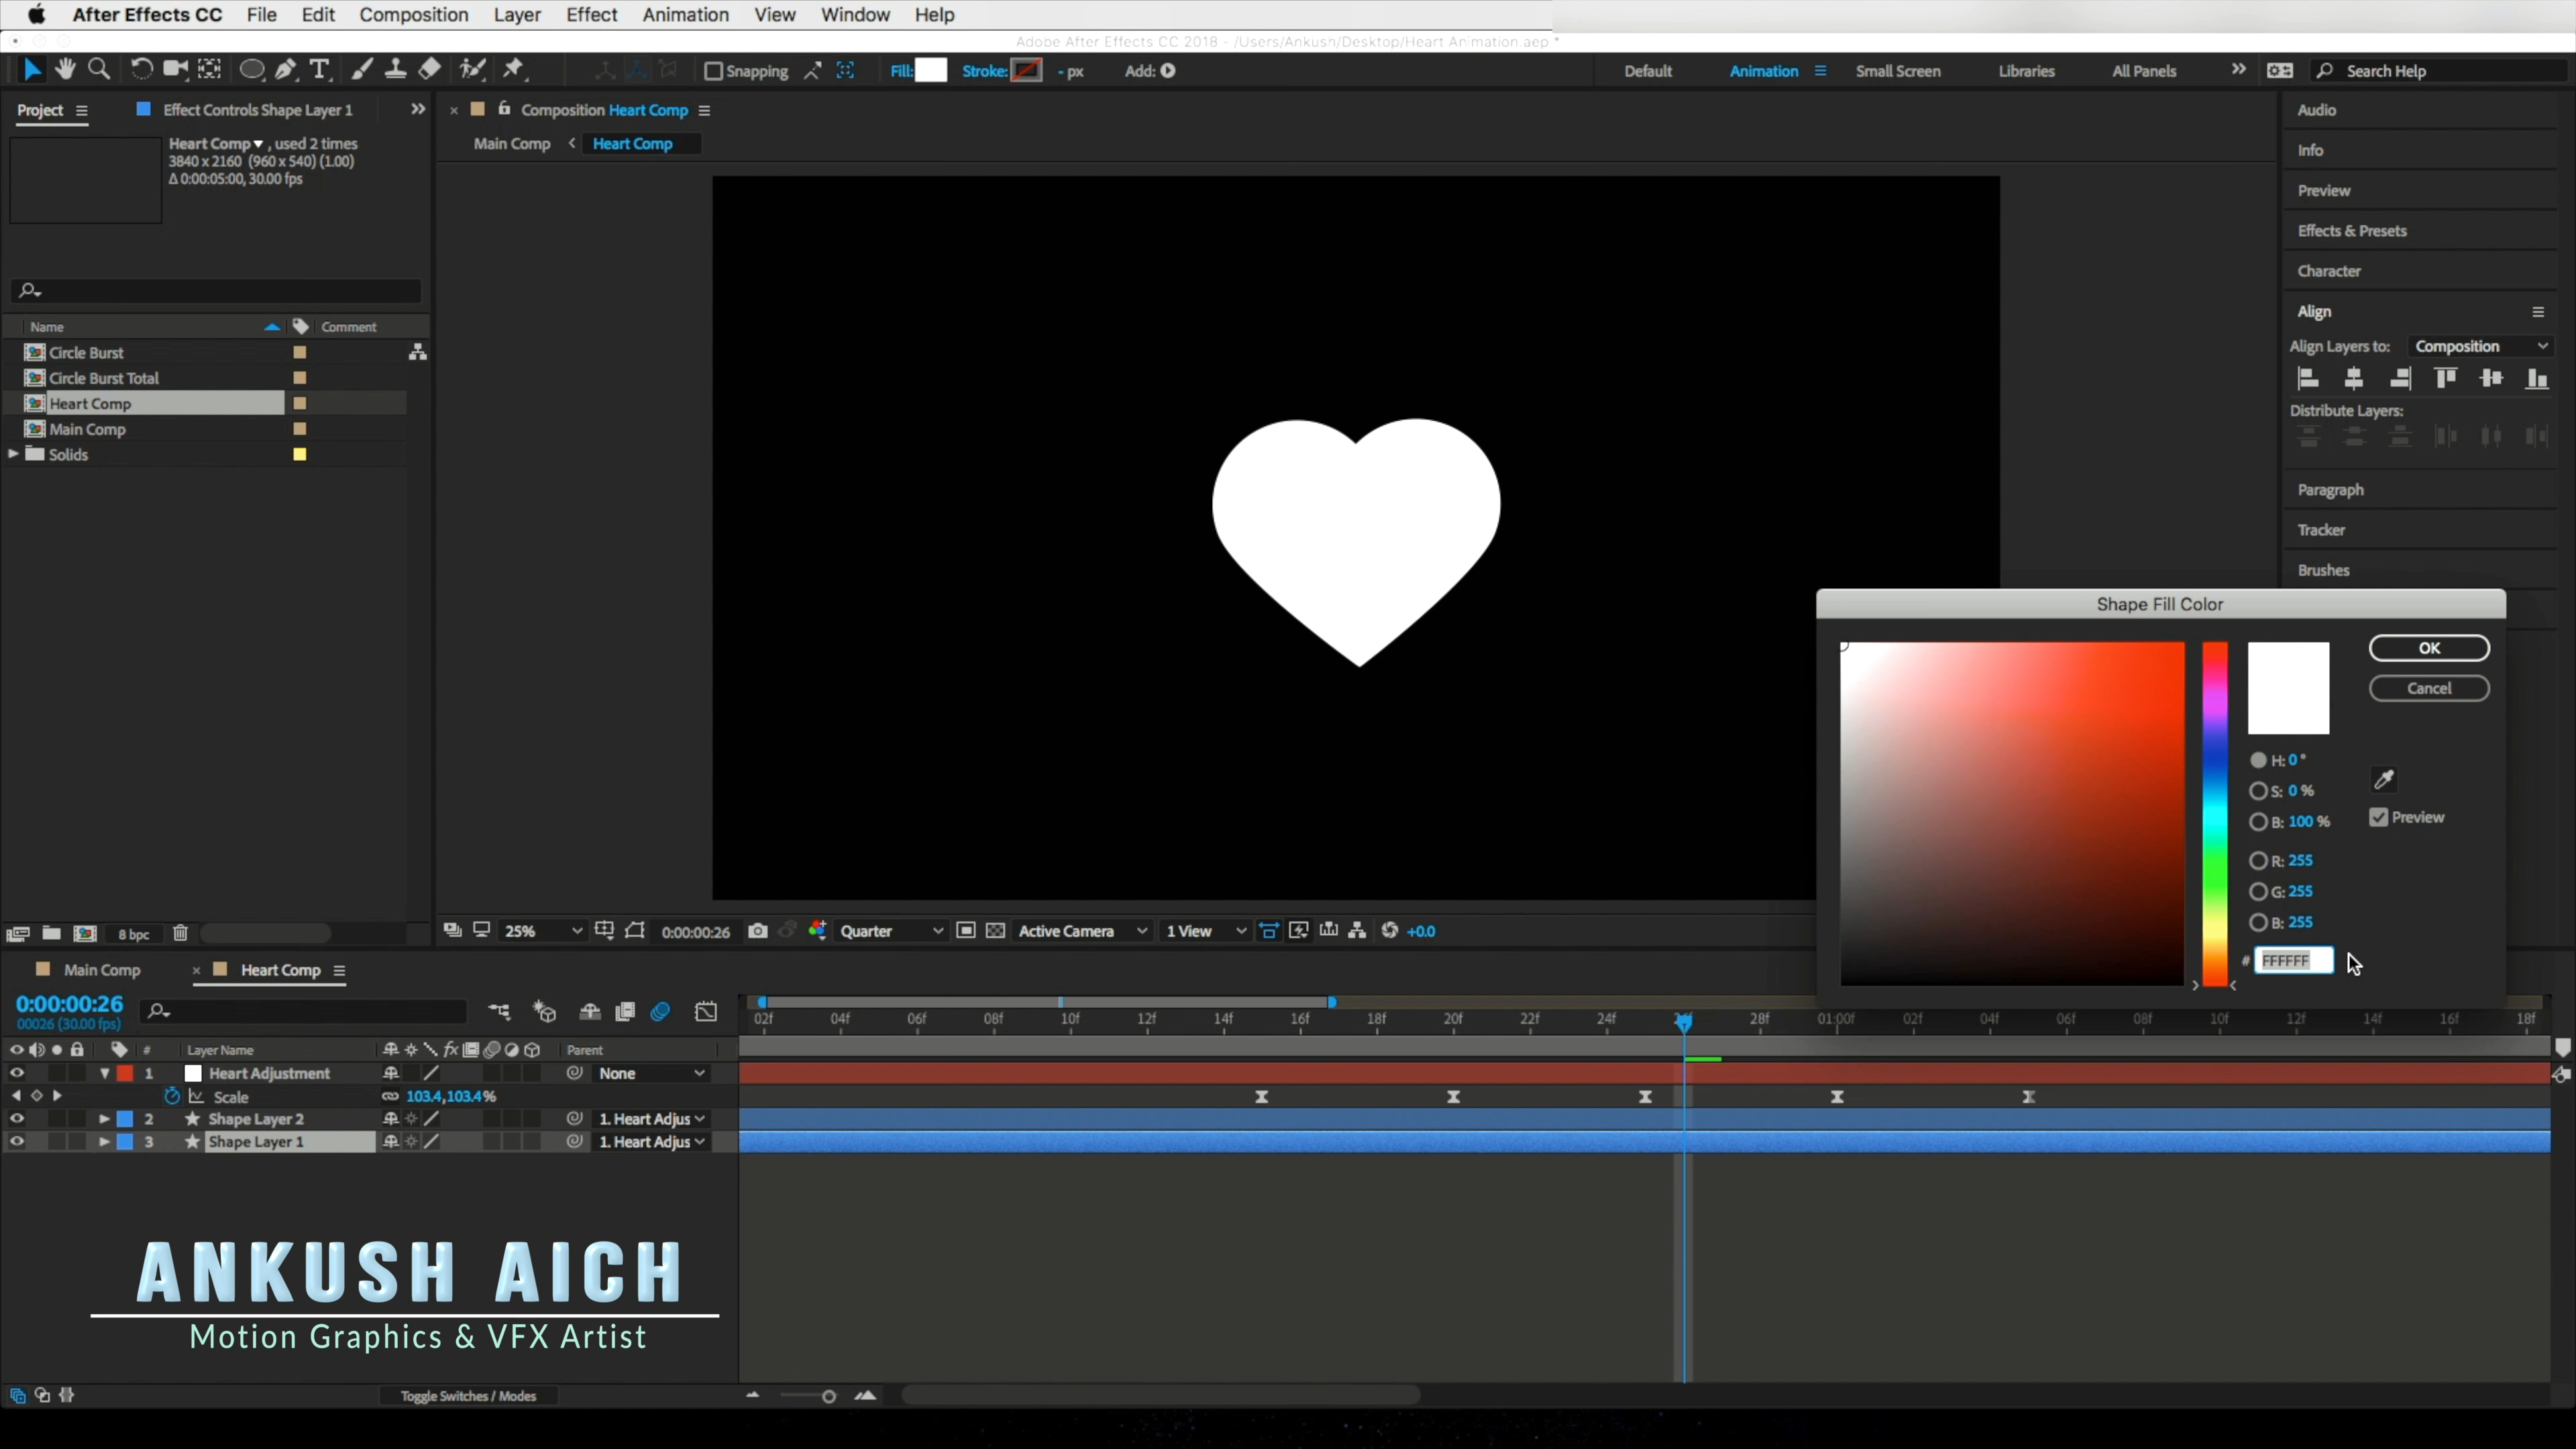 After Effects CC File Edit Composition Layer Effect Animation View Window Help
Adobe After Effects CC 2018 - /Users/Ankush/Desktop/Heart Animation.aep *
Snapping Fill: Stroke: - px Add: Default Animation Small Screen Libraries All Panels Search Help
Project Effect Controls Shape Layer 1
Heart Comp , used 2 times
3840 x 2160 (960 x 540) (1.00)
Δ 0:00:05:00, 30.00 fps
Name Comment
Circle Burst
Circle Burst Total
Heart Comp
Main Comp
Solids
8 bpc
Composition Heart Comp
Main Comp Heart Comp
25% 0:00:00:26 Quarter Active Camera 1 View +0.0
Audio
Info
Preview
Effects & Presets
Character
Align
Align Layers to: Composition
Distribute Layers:
Paragraph
Tracker
Brushes
Shape Fill Color
OK
Cancel
H: 0 °
S: 0 %
B: 100 %
Preview
R: 255
G: 255
B: 255
# FFFFFF
Main Comp Heart Comp
0:00:00:26
00026 (30.00 fps)
02f 04f 06f 08f 10f 12f 14f 16f 18f 20f 22f 24f 28f 01:00f 02f 04f 06f 08f 10f 12f 14f 16f 18f
# Layer Name fx Parent
1 Heart Adjustment None
Scale 103.4,103.4%
2 Shape Layer 2 1. Heart Adjus
3 Shape Layer 1 1. Heart Adjus
ANKUSH AICH
Motion Graphics & VFX Artist
Toggle Switches / Modes